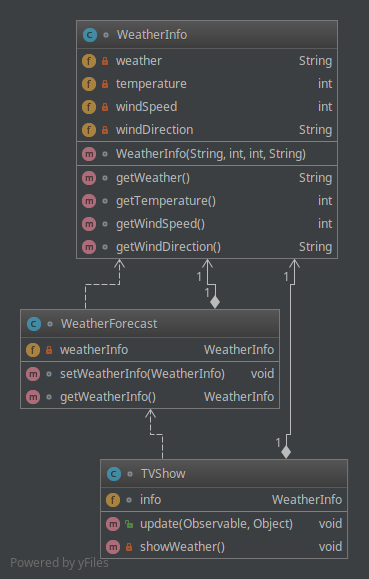 C WeatherInfo
f weather String
f temperature int
f windSpeed int
f windDirection String
m WeatherInfo(String, int, int, String)
m getWeather() String
m getTemperature() int
m getWindSpeed() int
m getWindDirection() String
1 1
1
C WeatherForecast
f weatherInfo WeatherInfo
m setWeatherInfo(WeatherInfo) void
m getWeatherInfo() WeatherInfo
1
C TVShow
f info WeatherInfo
m update(Observable, Object) void
m showWeather() void
Powered by yFiles